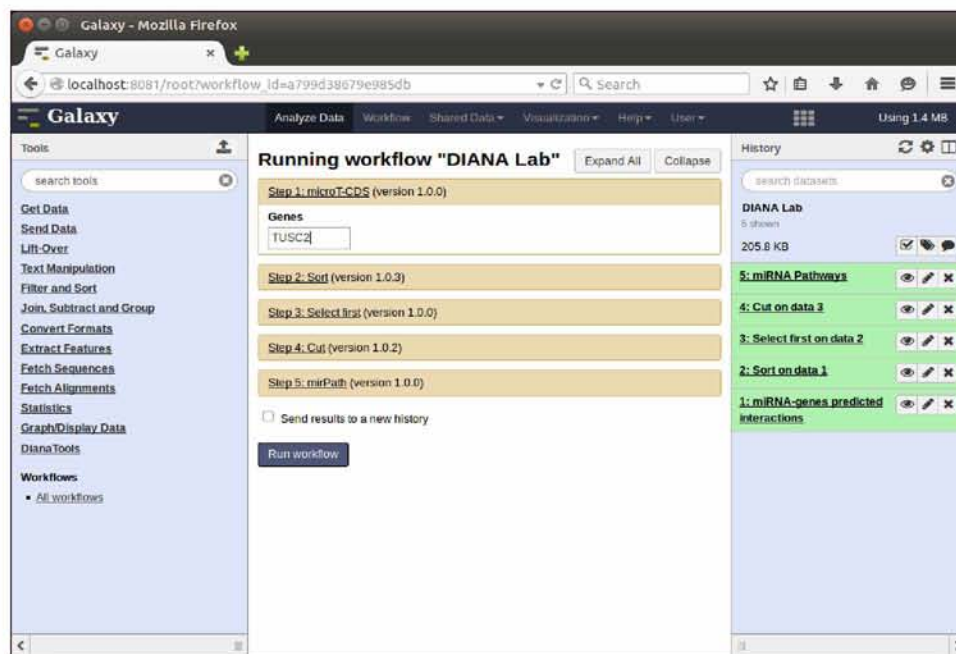 Galaxy - Mozilla Firefox
Galaxy
localhost:8081/root?workflow_id=a799d38679e985db
Search
Galaxy
Analyze Data Workflow Shared Data Visualization Help User
Using 1.4 MB
Tools
search tools
Get Data
Send Data
Lift-Over
Text Manipulation
Filter and Sort
Join, Subtract and Group
Convert Formats
Extract Features
Fetch Sequences
Fetch Alignments
Statistics
Graph/Display Data
DianaTools
Workflows
All workflows
Running workflow "DIANA Lab"
Expand All
Collapse
Step 1: microT-CDS (version 1.0.0)
Genes
TUSC2
Step 2: Sort (version 1.0.3)
Step 3: Select first (version 1.0.0)
Step 4: Cut (version 1.0.2)
Step 5: mirPath (version 1.0.0)
Send results to a new history
Run workflow
History
search datasets
DIANA Lab
5 shown
205.8 KB
5: miRNA Pathways
4: Cut on data 3
3: Select first on data 2
2: Sort on data 1
1: miRNA-genes predicted
interactions